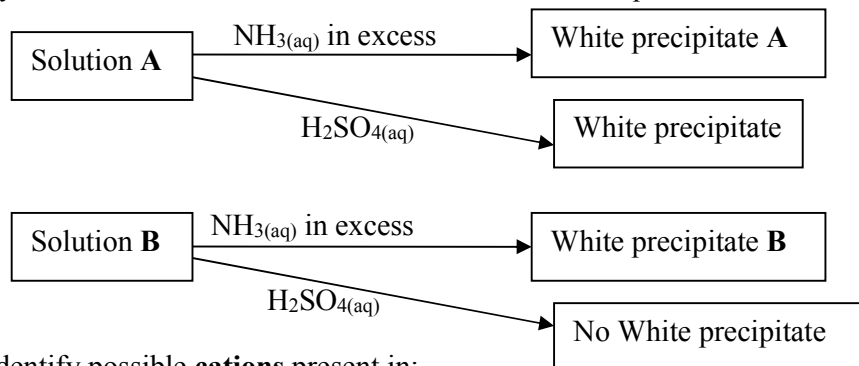 NH3(aq) in excess
Solution A
White precipitate A
H2SO4(aq)
White precipitate
Solution B
NH3(aq) in excess
White precipitate B
H2SO4(aq)
No White precipitate
dentify possible cations present in: